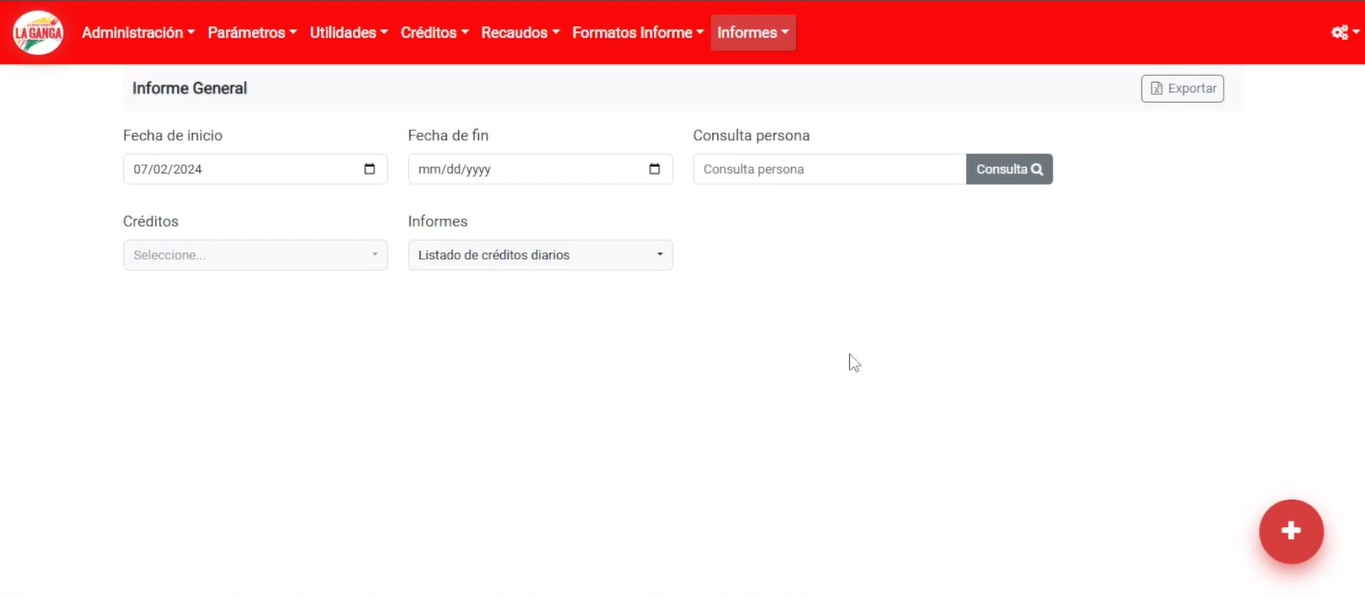 LA GANGA
Administración Parámetros Utilidades Créditos Recaudos Formatos Informe Informes
Informe General
Exportar
Fecha de inicio Fecha de fin Consulta persona
07/02/2024 mm/dd/yyyy Consulta persona Consulta
Créditos Informes
Seleccione... Listado de créditos diarios